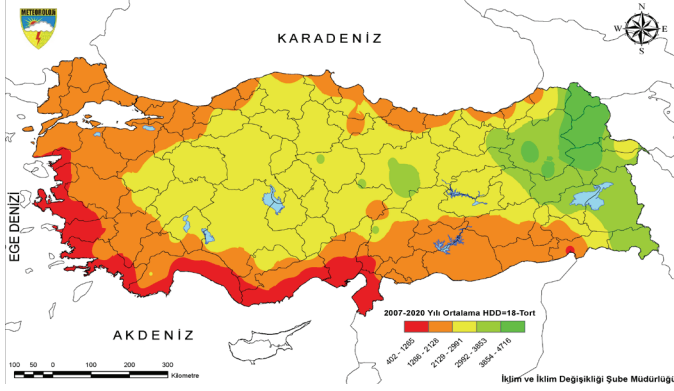 METEOROLOJİ
KARADENİZ
N
W
E
S
EGE DENİZİ
AKDENİZ
2007-2020 Yılı Ortalama HDD=18-Tort
402 - 1265
1266 - 2128
2129 - 2991
2992 - 3853
3854 - 4716
100 50 0 100 200 300
Kilometre
İklim ve İklim Değişikliği Şube Müdürlüğü